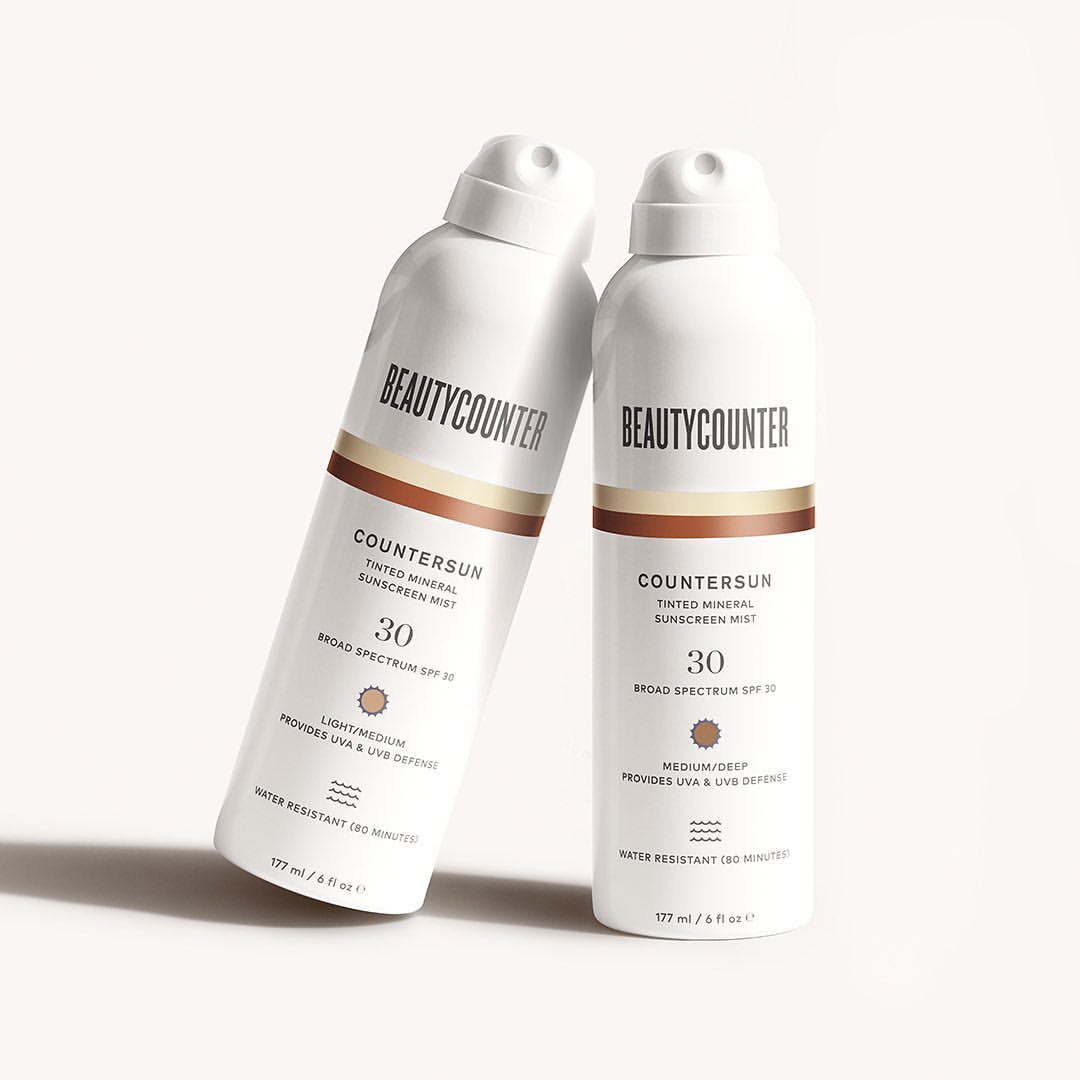 BEAUTYCOUNTER
COUNTERSUN
TINTED MINERAL
SUNSCREEN MIST
30
BROAD SPECTRUM SPF 30
LIGHT/MEDIUM
PROVIDES UVA & UVB DEFENSE
WATER RESISTANT (80 MINUTES)
177 ml / 6 fl oz ℮
BEAUTYCOUNTER
COUNTERSUN
TINTED MINERAL
SUNSCREEN MIST
30
BROAD SPECTRUM SPF 30
MEDIUM/DEEP
PROVIDES UVA & UVB DEFENSE
WATER RESISTANT (80 MINUTES)
177 ml / 6 fl oz ℮